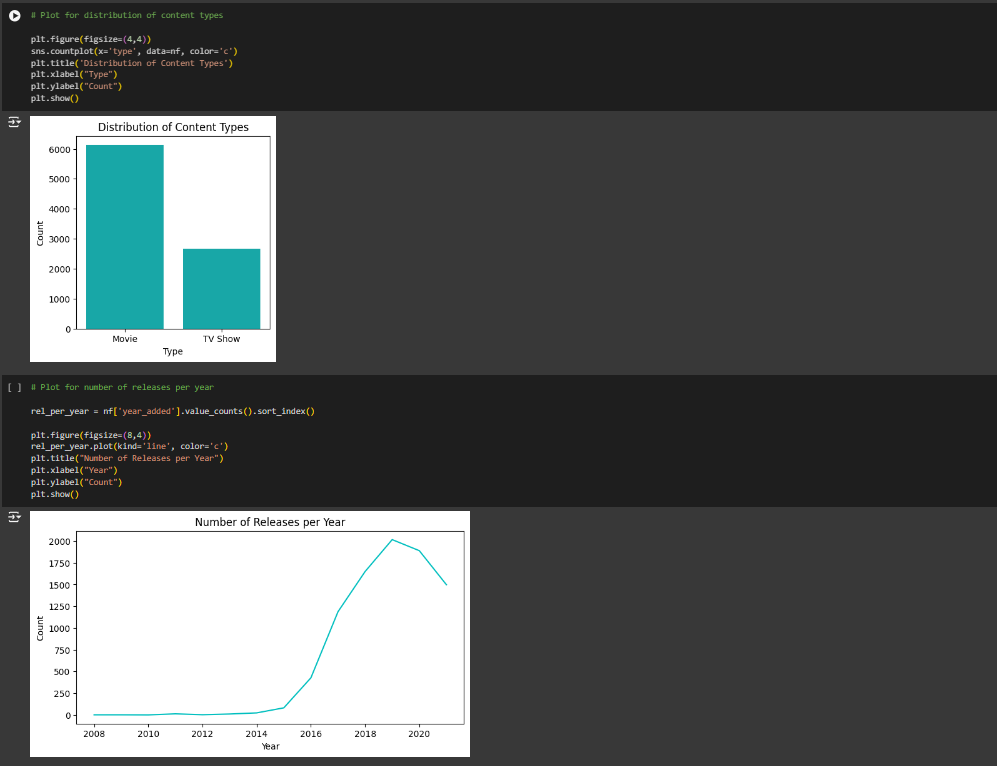 # Plot for distribution of content types
plt.figure(figsize=(4,4))
sns.countplot(x='type', data=nf, color='c')
plt.title('Distribution of Content Types')
plt.xlabel("Type")
plt.ylabel("Count")
plt.show()
Distribution of Content Types
6000
5000
4000
3000
2000
1000
0
Count
Movie TV Show
Type
[ ] # Plot for number of releases per year
rel_per_year = nf['year_added'].value_counts().sort_index()
plt.figure(figsize=(8,4))
rel_per_year.plot(kind='line', color='c')
plt.title("Number of Releases per Year")
plt.xlabel("Year")
plt.ylabel("Count")
plt.show()
Number of Releases per Year
2000
1750
1500
1250
1000
750
500
250
0
Count
2008 2010 2012 2014 2016 2018 2020
Year